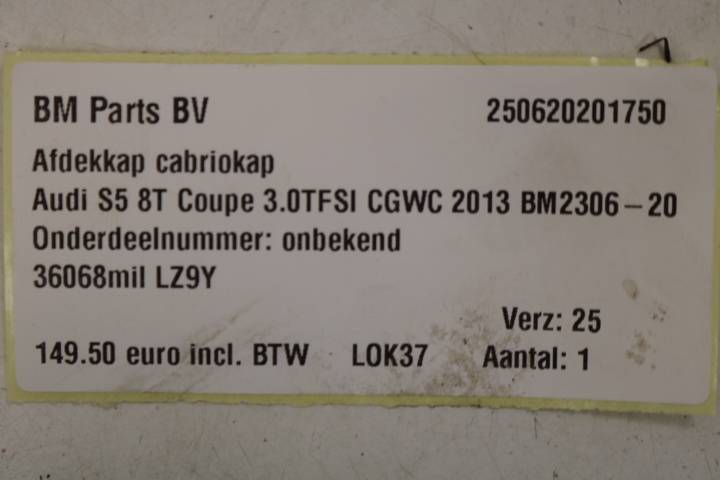 BM Parts BV 250620201750
Afdekkap cabriokap
Audi S5 8T Coupe 3.0TFSI CGWC 2013 BM2306-20
Onderdeelnummer: onbekend
36068mil LZ9Y
Verz: 25
149.50 euro incl. BTW LOK37 Aantal: 1